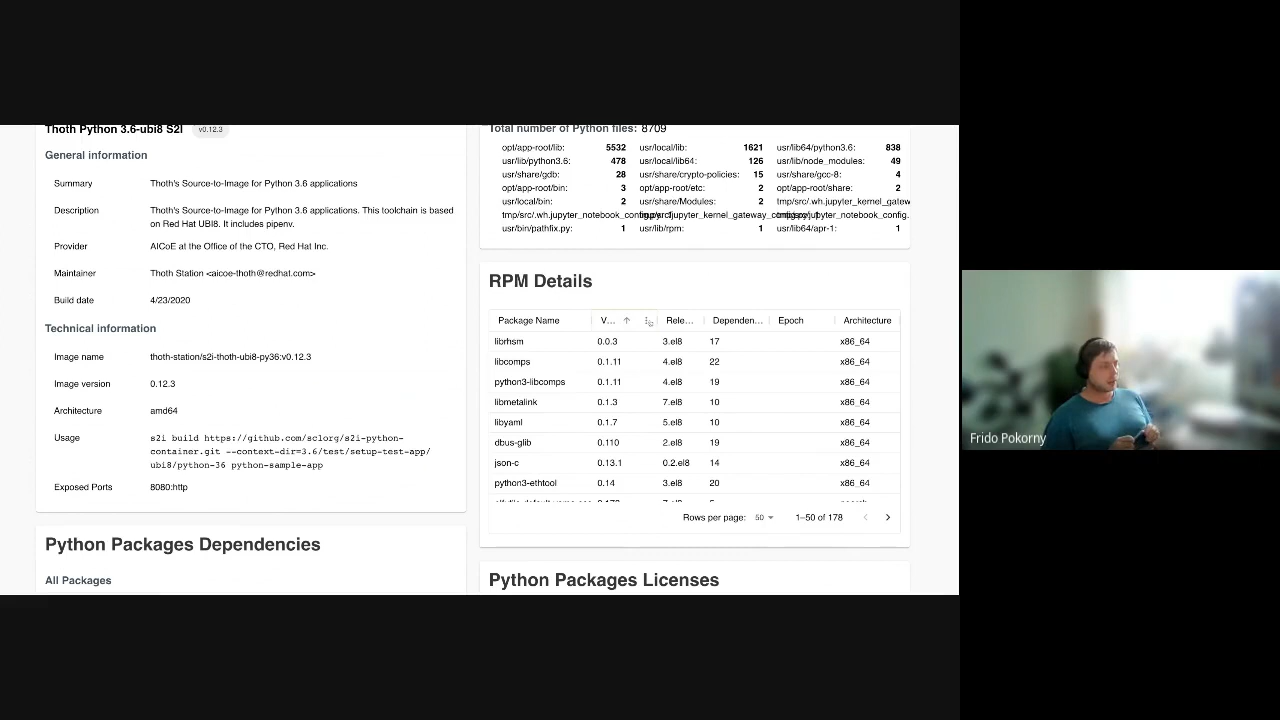 Thoth Python 3.6-ubi8 S2I v0.12.3
General information
Summary Thoth's Source-to-Image for Python 3.6 applications
Description Thoth's Source-to-Image for Python 3.6 applications. This toolchain is based
on Red Hat UBI8. It includes pipenv.
Provider AICoE at the Office of the CTO, Red Hat Inc.
Maintainer Thoth Station <aicoe-thoth@redhat.com>
Build date 4/23/2020
Technical information
Image name thoth-station/s2i-thoth-ubi8-py36:v0.12.3
Image version 0.12.3
Architecture amd64
Usage s2i build https://github.com/sclorg/s2i-python-
container.git --context-dir=3.6/test/setup-test-app/
ubi8/python-36 python-sample-app
Exposed Ports 8080:http
Python Packages Dependencies
All Packages
Total number of Python files: 8709
opt/app-root/lib: 5532 usr/local/lib: 1621 usr/lib64/python3.6: 838
usr/lib/python3.6: 478 usr/local/lib64: 126 usr/lib/node_modules: 49
usr/share/gdb: 28 usr/share/crypto-policies: 15 usr/share/gcc-8: 4
opt/app-root/bin: 3 opt/app-root/etc: 2 opt/app-root/share: 2
usr/local/bin: 2 usr/share/Modules: 2 tmp/src/.wh.jupyter_kernel_gatew
tmp/src/.wh.jupyter_notebook_config.py:
usr/bin/pathfix.py: 1 usr/lib/rpm: 1 usr/lib64/apr-1: 1
RPM Details
Package Name V... Rele... Dependen... Epoch Architecture
librhsm 0.0.3 3.el8 17 x86_64
libcomps 0.1.11 4.el8 22 x86_64
python3-libcomps 0.1.11 4.el8 19 x86_64
libmetalink 0.1.3 7.el8 10 x86_64
libyaml 0.1.7 5.el8 10 x86_64
dbus-glib 0.110 2.el8 19 x86_64
json-c 0.13.1 0.2.el8 14 x86_64
python3-ethtool 0.14 3.el8 20 x86_64
Rows per page: 50 1–50 of 178
Python Packages Licenses
Frido Pokorny